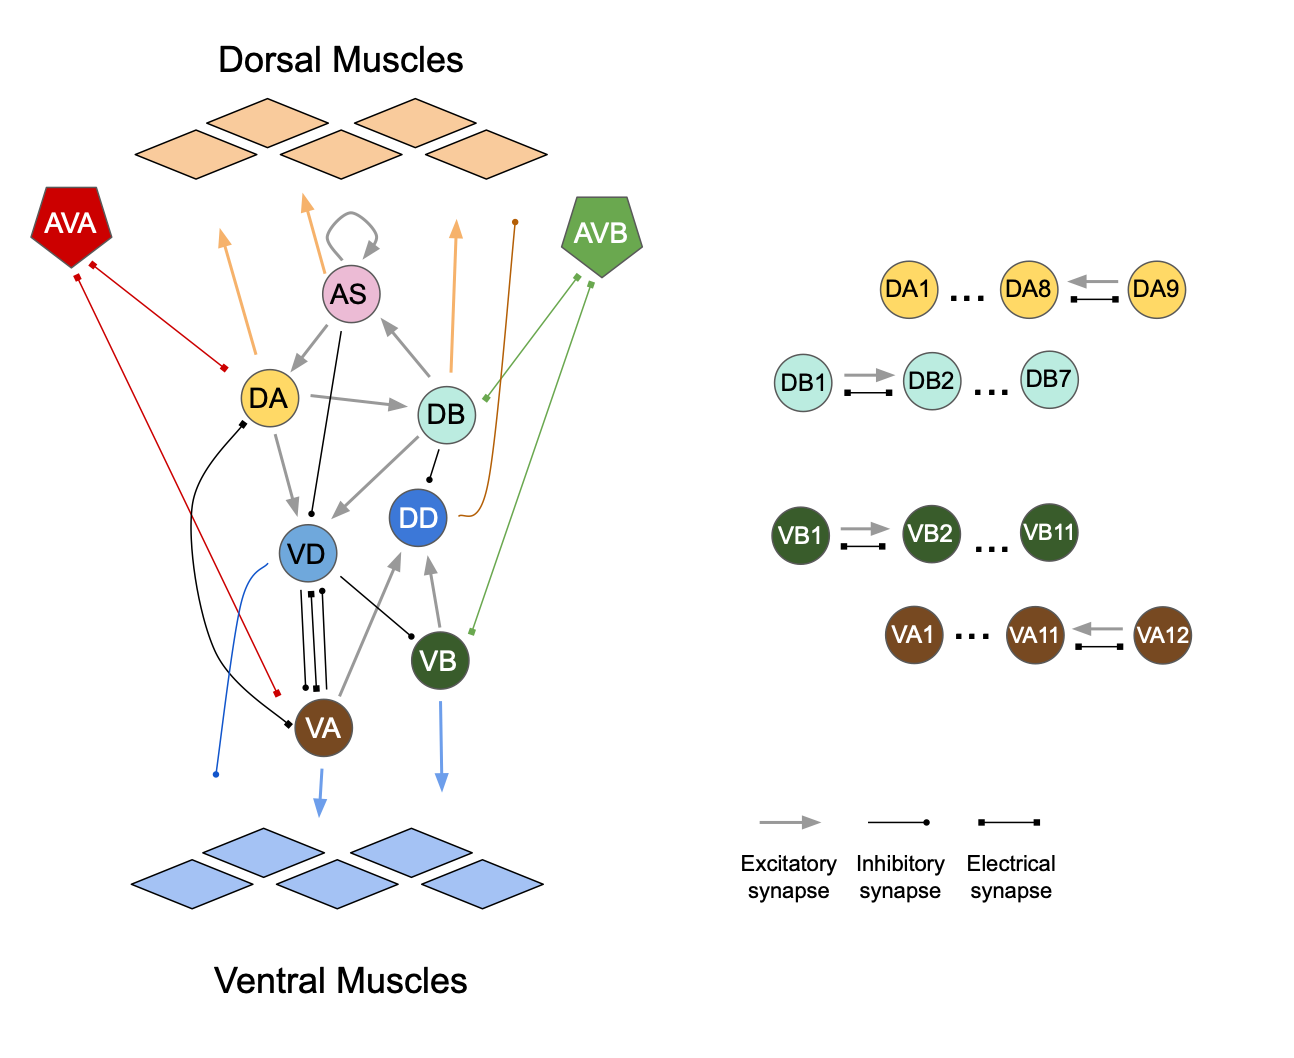 Dorsal Muscles
AVA
AVB
AS
DA
DB
DD
VD
VB
VA
Ventral Muscles
DA1 ... DA8 DA9
DB1 DB2 ... DB7
VB1 VB2 ... VB11
VA1 ... VA11 VA12
Excitatory
synapse
Inhibitory
synapse
Electrical
synapse